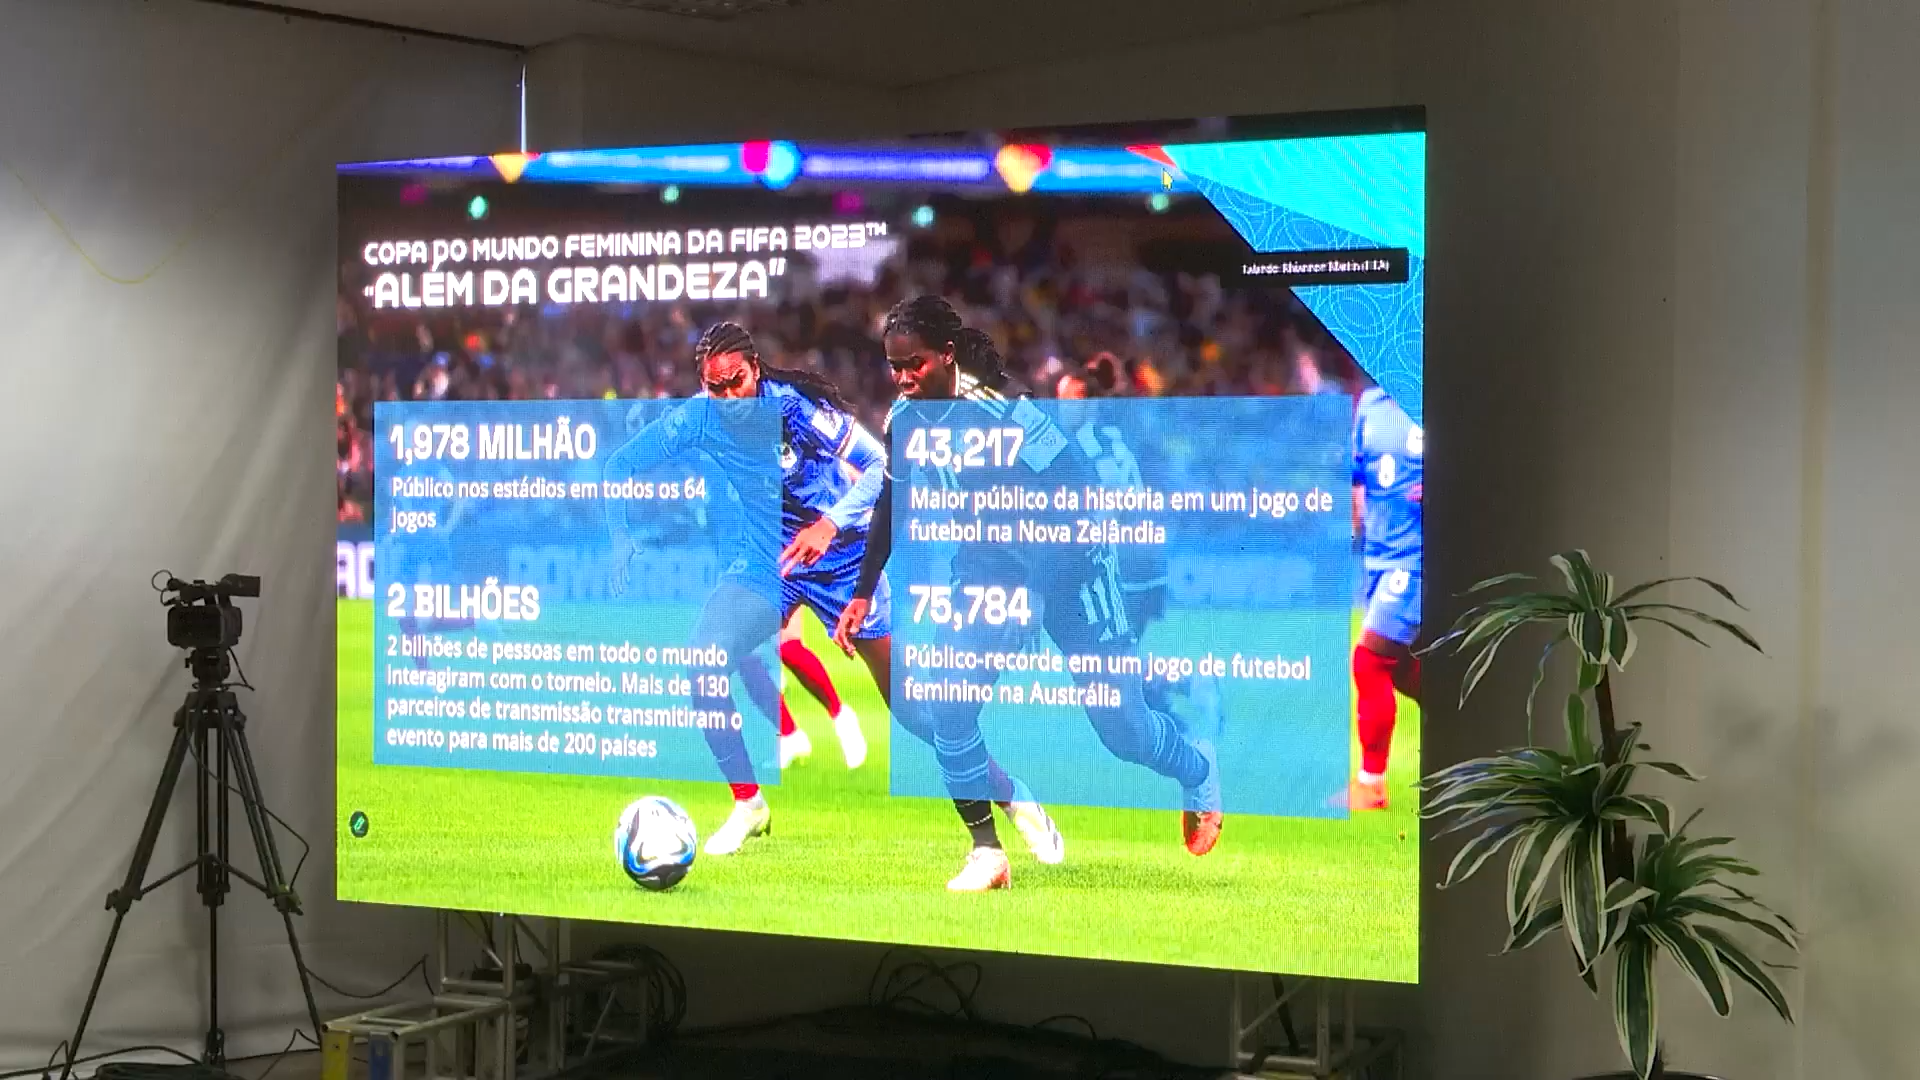 COPA DO MUNDO FEMININA DA FIFA 2023™
"ALÉM DA GRANDEZA"
1,978 MILHÃO
Público nos estádios em todos os 64
jogos
2 BILHÕES
2 bilhões de pessoas em todo o mundo
interagiram com o torneio. Mais de 130
parceiros de transmissão transmitiram o
evento para mais de 200 países
43,217
Maior público da história em um jogo de
futebol na Nova Zelândia
75,784
Público-recorde em um jogo de futebol
feminino na Austrália